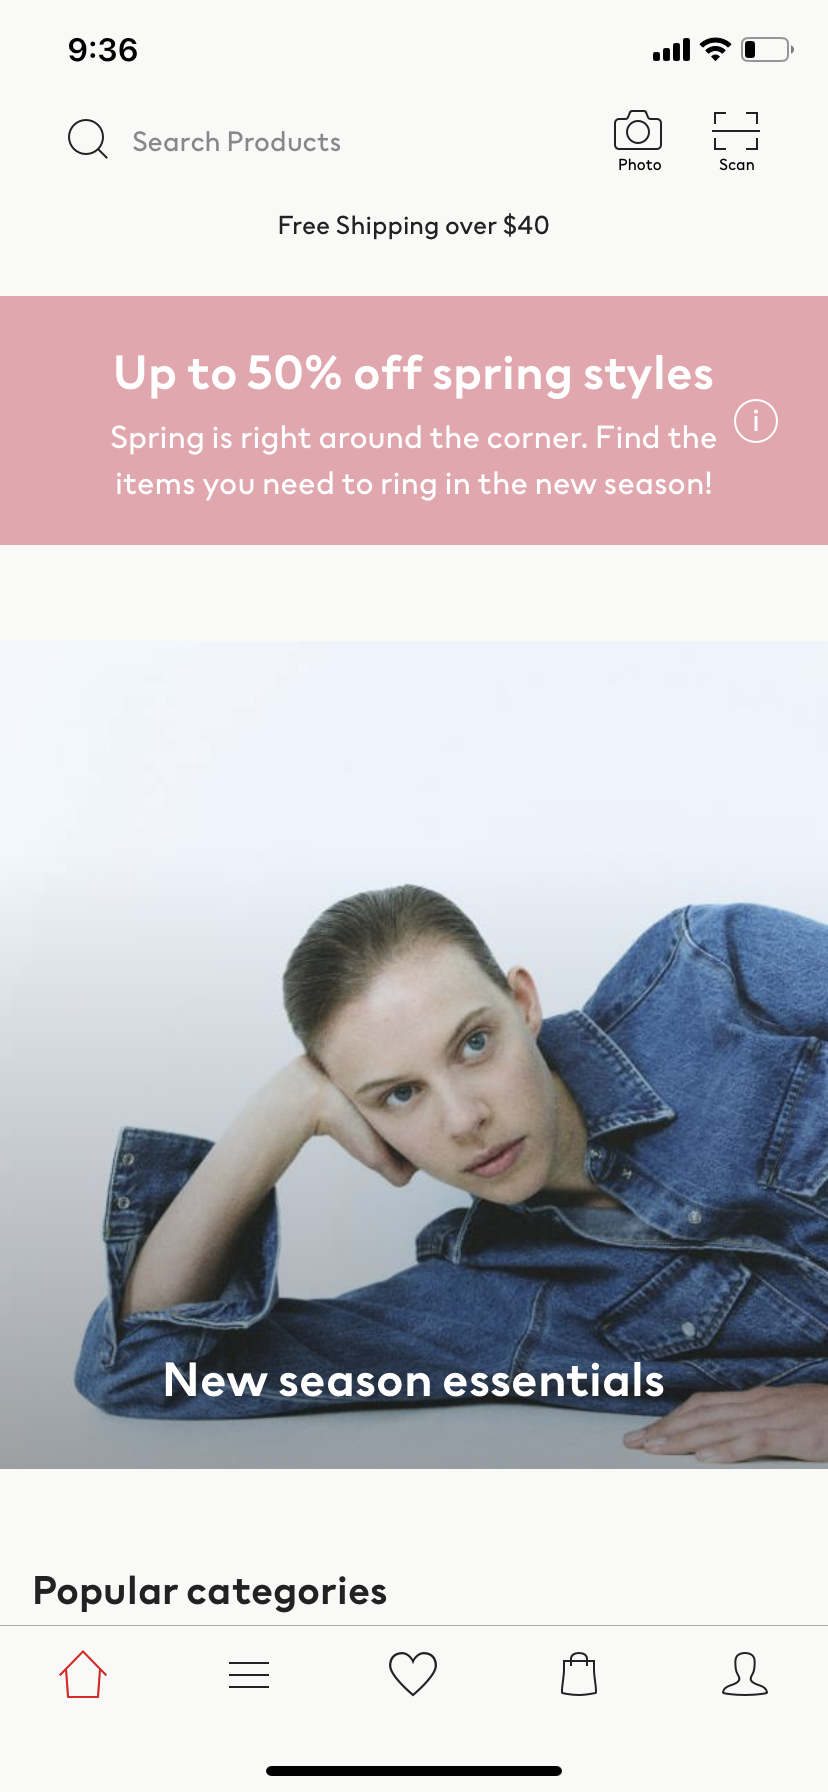 9:36
Search Products
Photo
Scan
Free Shipping over $40
Up to 50% off spring styles
Spring is right around the corner. Find the
items you need to ring in the new season!
i
New season essentials
Popular categories